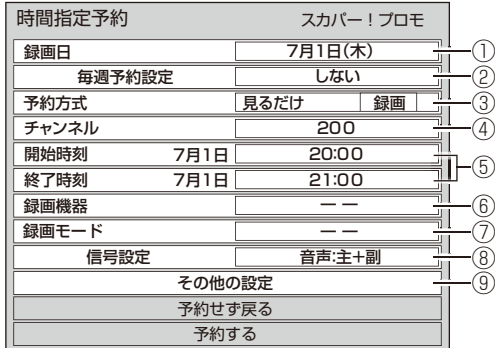 時間指定予約 スカパー！プロモ
録画日 7月1日(木) ①
毎週予約設定 しない ②
予約方式 見るだけ 録画 ③
チャンネル 200 ④
開始時刻 7月1日 20:00
⑤
終了時刻 7月1日 21:00
録画機器 －－ ⑥
録画モード －－ ⑦
信号設定 音声:主+副 ⑧
その他の設定 ⑨
予約せず戻る
予約する